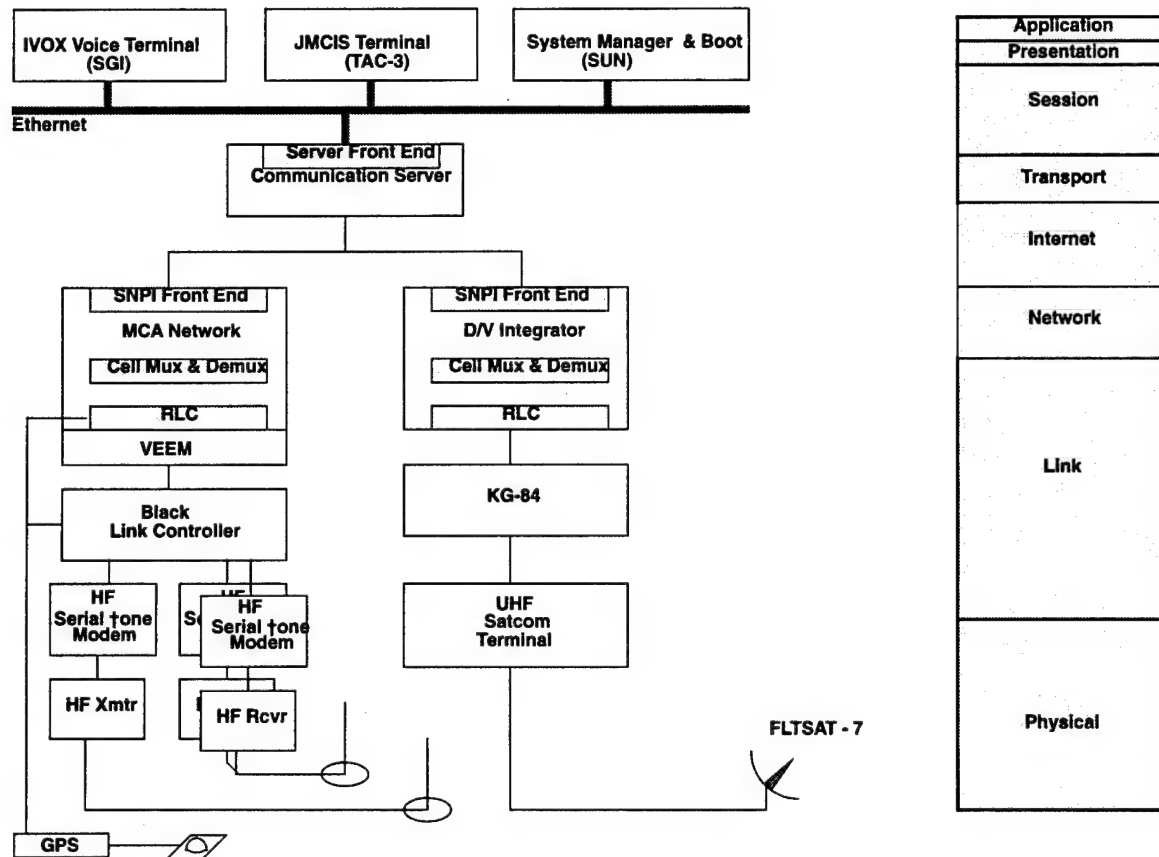 IVOX Voice Terminal
(SGI)
JMCIS Terminal
(TAC-3)
System Manager & Boot
(SUN)
Ethernet
Server Front End
Communication Server
SNPI Front End
MCA Network
Cell Mux & Demux
RLC
VEEM
SNPI Front End
D/V Integrator
Cell Mux & Demux
RLC
Black
Link Controller
KG-84
HF
Serial †one
Modem
HF
HF
Serial †one
Modem
UHF
Satcom
Terminal
HF Xmtr
HF Rcvr
FLTSAT - 7
GPS
Application
Presentation
Session
Transport
Internet
Network
Link
Physical